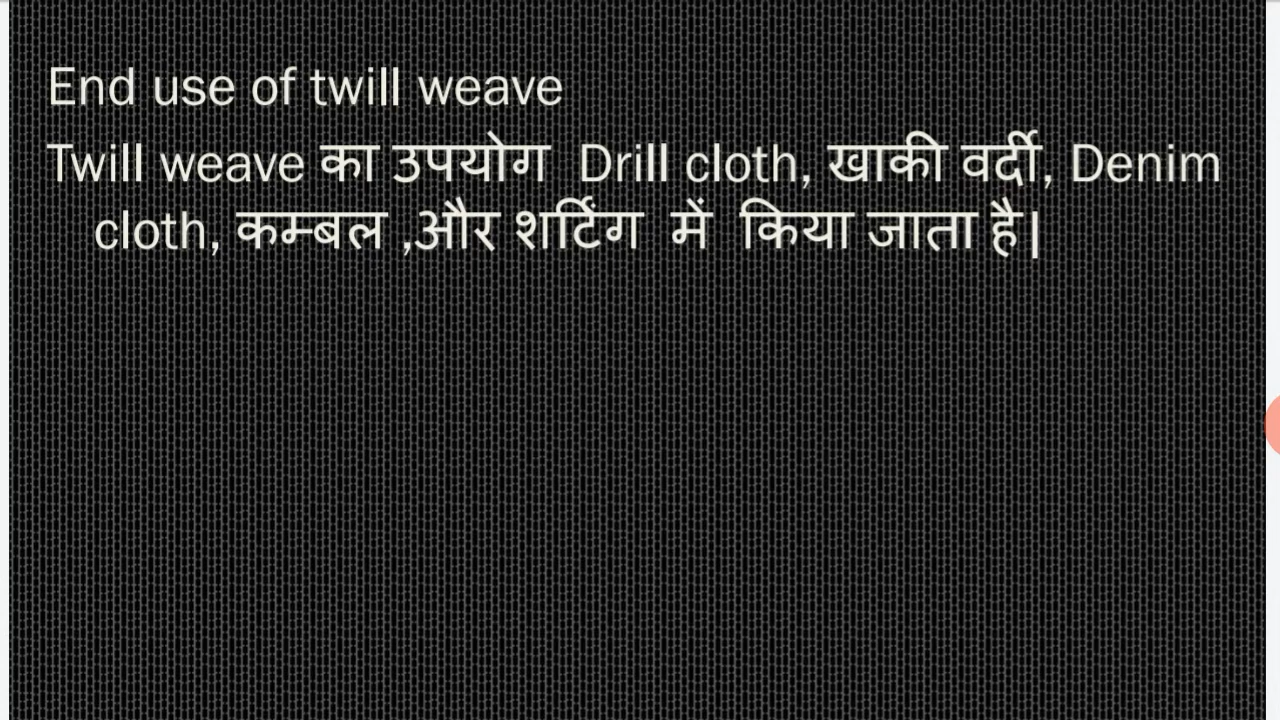 End use of twill weave
Twill weave का उपयोग Drill cloth, खाकी वर्दी, Denim
cloth, कम्बल ,और शर्टिंग में किया जाता है|